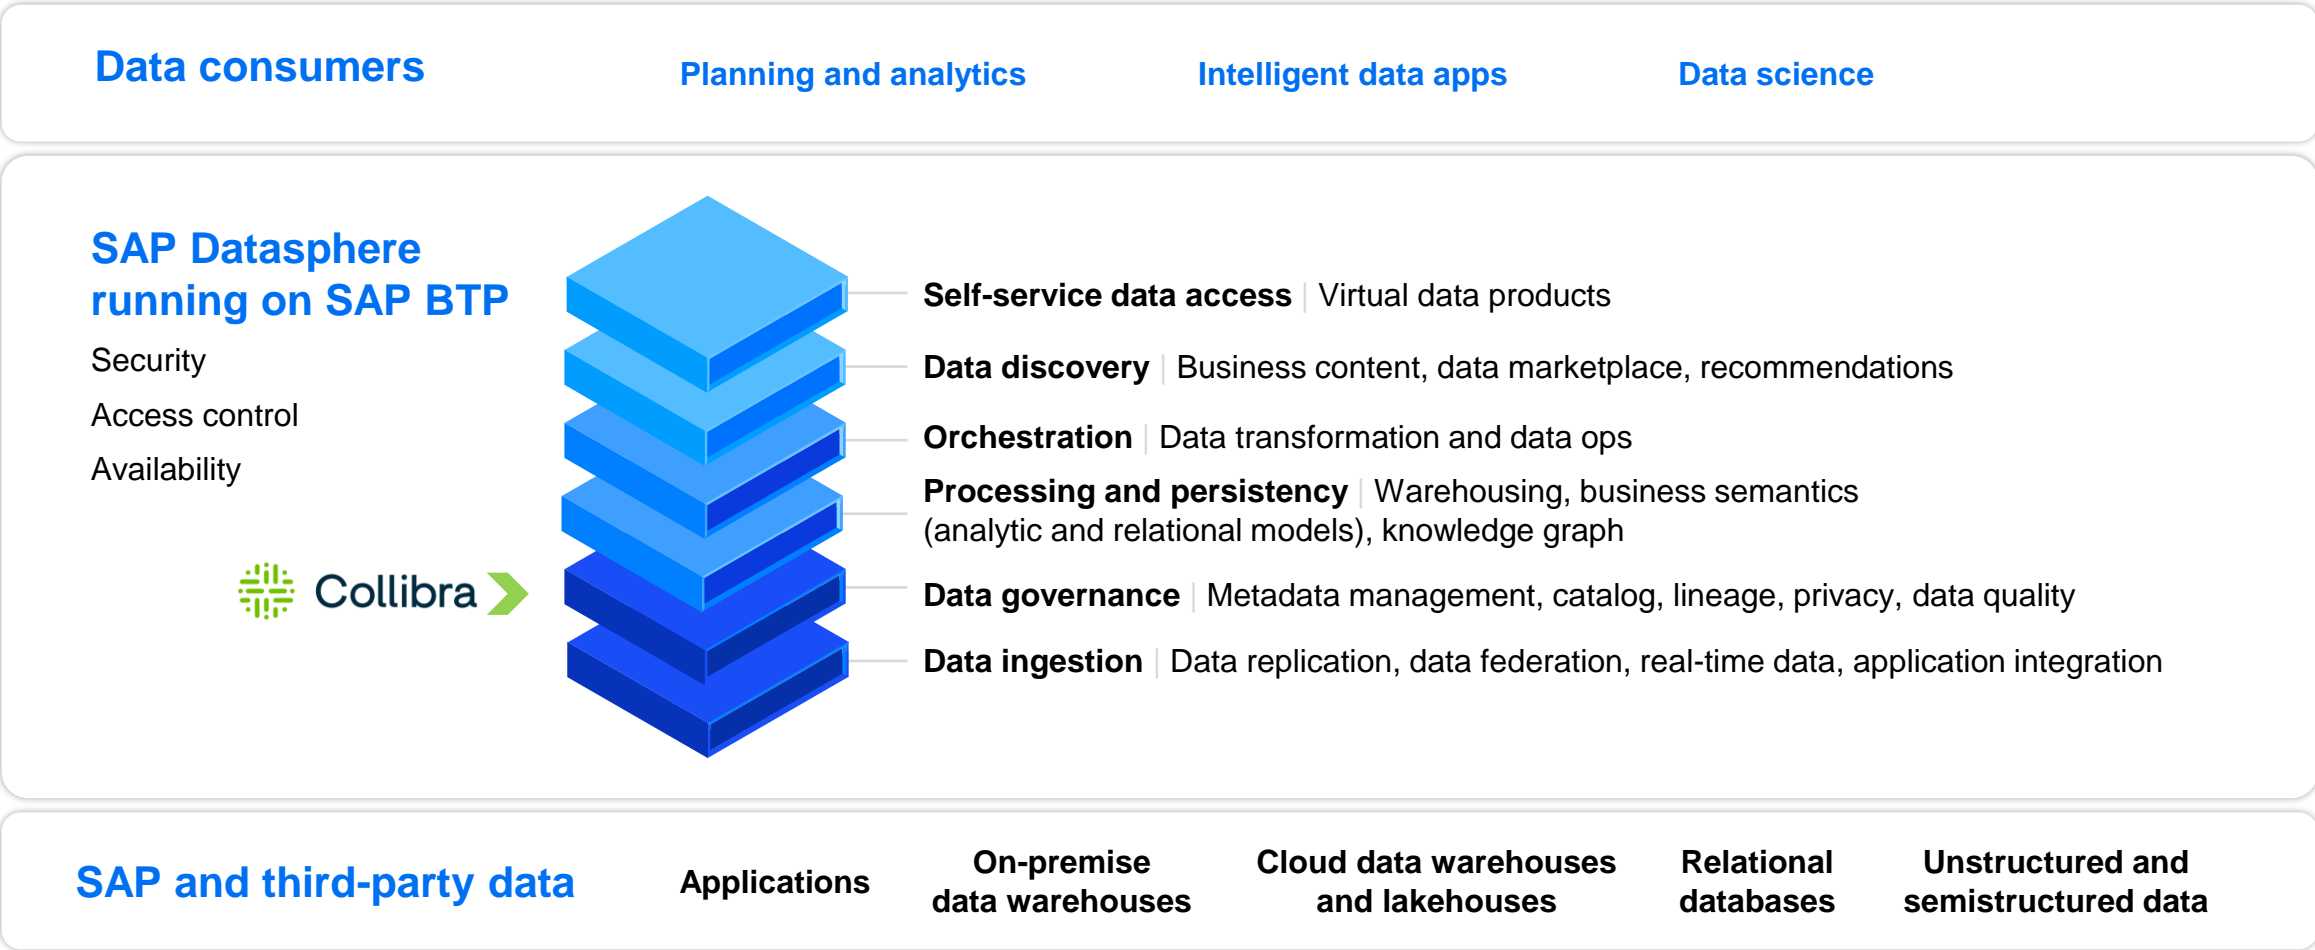 Data consumers
Planning and analytics
Intelligent data apps
Data science
SAP Datasphere
running on SAP BTP
Security
Access control
Availability
Collibra
Self-service data access | Virtual data products
Data discovery | Business content, data marketplace, recommendations
Orchestration | Data transformation and data ops
Processing and persistency | Warehousing, business semantics
(analytic and relational models), knowledge graph
Data governance | Metadata management, catalog, lineage, privacy, data quality
Data ingestion | Data replication, data federation, real-time data, application integration
SAP and third-party data
Applications
On-premise
data warehouses
Cloud data warehouses
and lakehouses
Relational
databases
Unstructured and
semistructured data